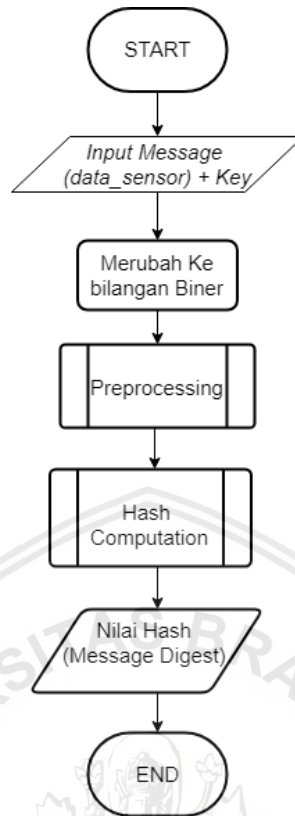 START
Input Message
(data_sensor) + Key
Merubah Ke
bilangan Biner
Preprocessing
Hash
Computation
Nilai Hash
(Message Digest)
END